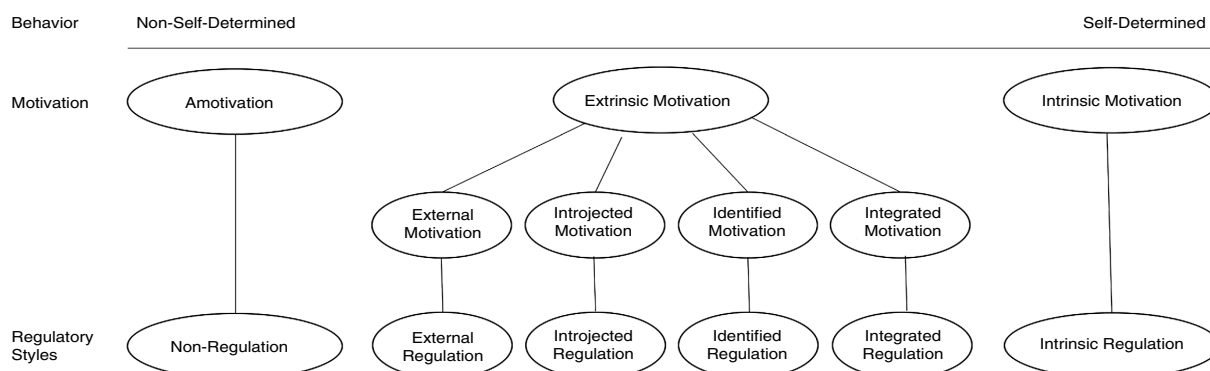 Behavior
Non-Self-Determined
Self-Determined
Motivation
Amotivation
Extrinsic Motivation
Intrinsic Motivation
External
Motivation
Introjected
Motivation
Identified
Motivation
Integrated
Motivation
Regulatory
Styles
Non-Regulation
External
Regulation
Introjected
Regulation
Identified
Regulation
Integrated
Regulation
Intrinsic Regulation